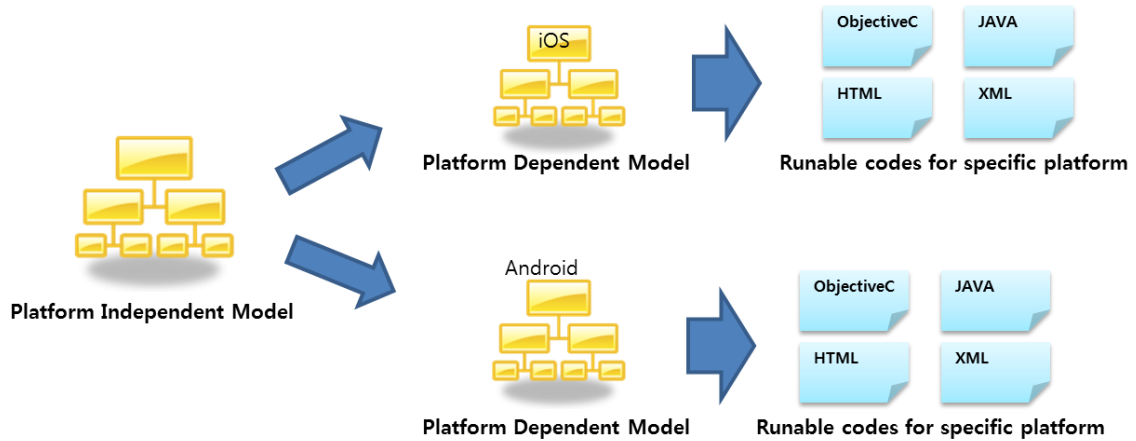 iOS
ObjectiveC
JAVA
HTML
XML
Platform Dependent Model
Runable codes for specific platform
Platform Independent Model
Android
ObjectiveC
JAVA
HTML
XML
Platform Dependent Model
Runable codes for specific platform